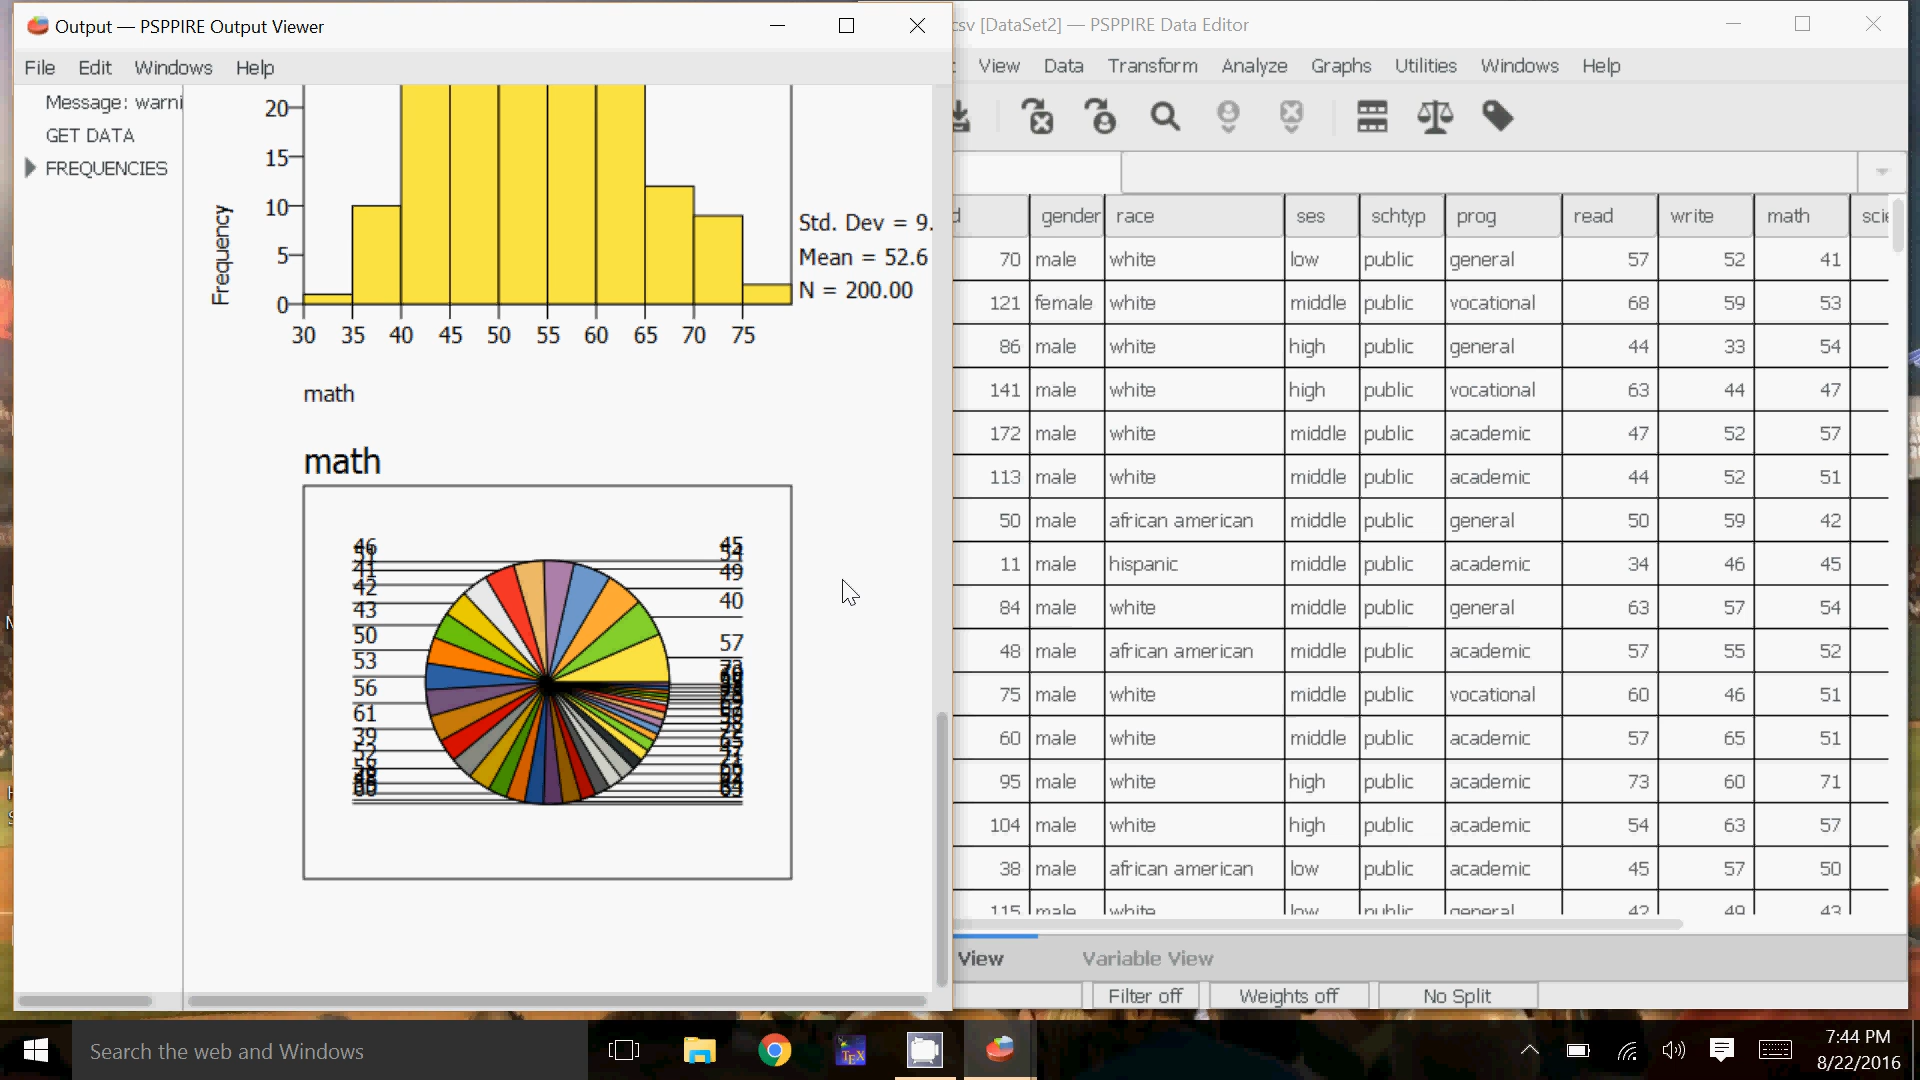 Output — PSPPIRE Output Viewer
File Edit Windows Help
Message: warni
GET DATA
FREQUENCIES
20
15
10
5
0
Frequency
30 35 40 45 50 55 60 65 70 75
Std. Dev = 9.
Mean = 52.6
N = 200.00
math
math
46
42
43
50
53
56
61
39
45
49
40
57
csv [DataSet2] — PSPPIRE Data Editor
View Data Transform Analyze Graphs Utilities Windows Help
d gender race ses schtyp prog read write math scie
70 male white low public general 57 52 41
121 female white middle public vocational 68 59 53
86 male white high public general 44 33 54
141 male white high public vocational 63 44 47
172 male white middle public academic 47 52 57
113 male white middle public academic 44 52 51
50 male african american middle public general 50 59 42
11 male hispanic middle public academic 34 46 45
84 male white middle public general 63 57 54
48 male african american middle public academic 57 55 52
75 male white middle public vocational 60 46 51
60 male white middle public academic 57 65 51
95 male white high public academic 73 60 71
104 male white high public academic 54 63 57
38 male african american low public academic 45 57 50
115 male white low public general 42 49 43
View Variable View
Filter off Weights off No Split
Search the web and Windows
TEX
7:44 PM
8/22/2016